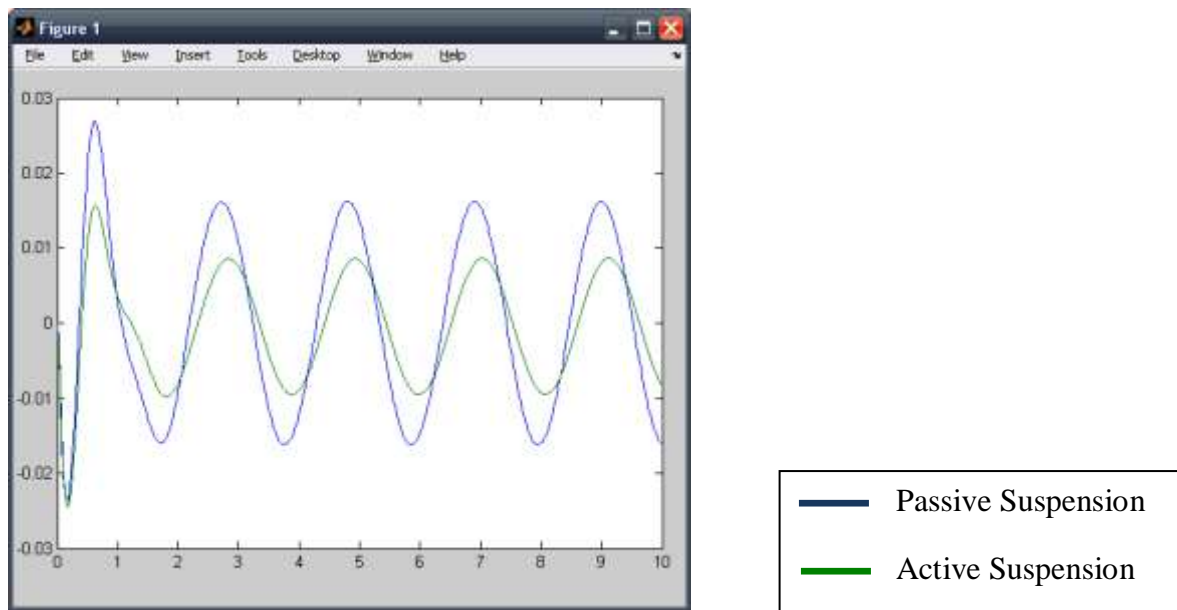 Figure 1
File Edit View Insert Tools Desktop Window Help
0.03
0.02
0.01
0
-0.01
-0.02
-0.03
0 1 2 3 4 5 6 7 8 9 10
Passive Suspension
Active Suspension